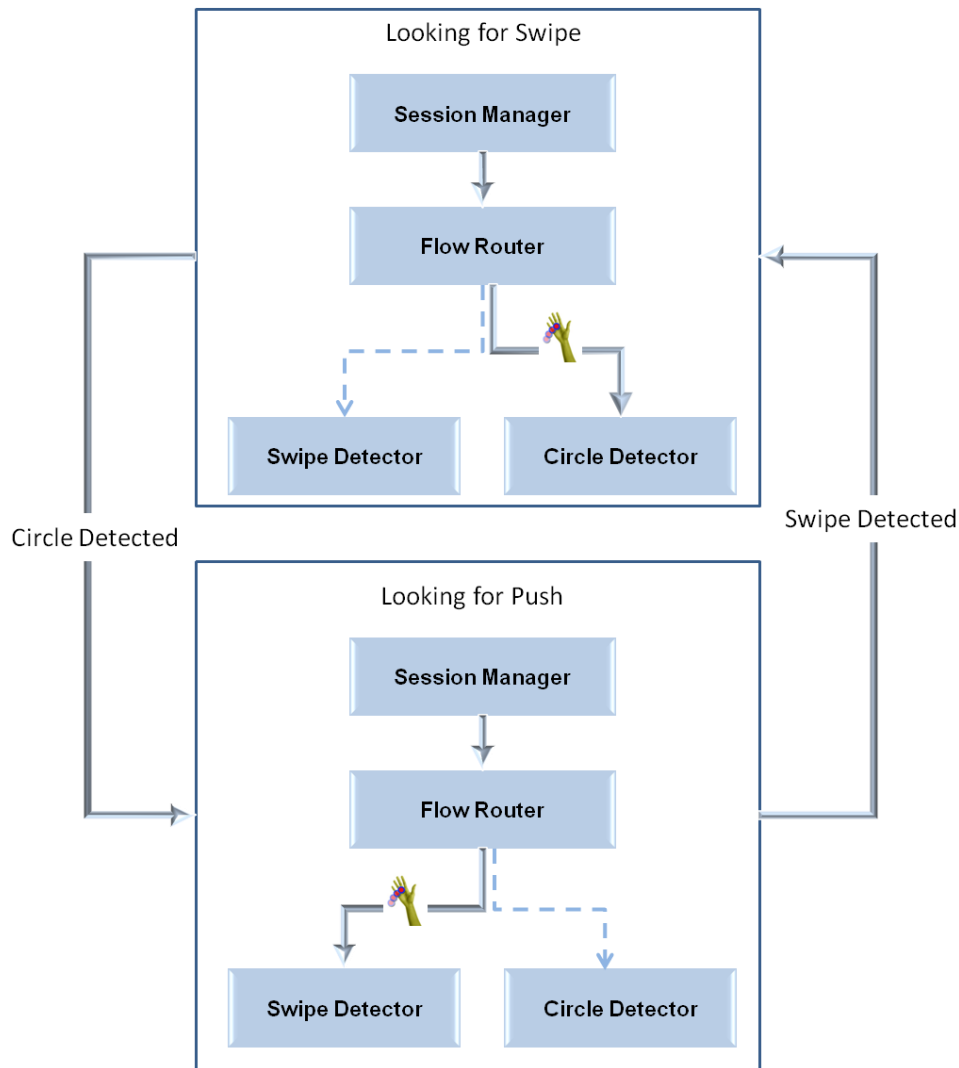 Looking for Swipe
Session Manager
Flow Router
Swipe Detector
Circle Detector
Circle Detected
Swipe Detected
Looking for Push
Session Manager
Flow Router
Swipe Detector
Circle Detector